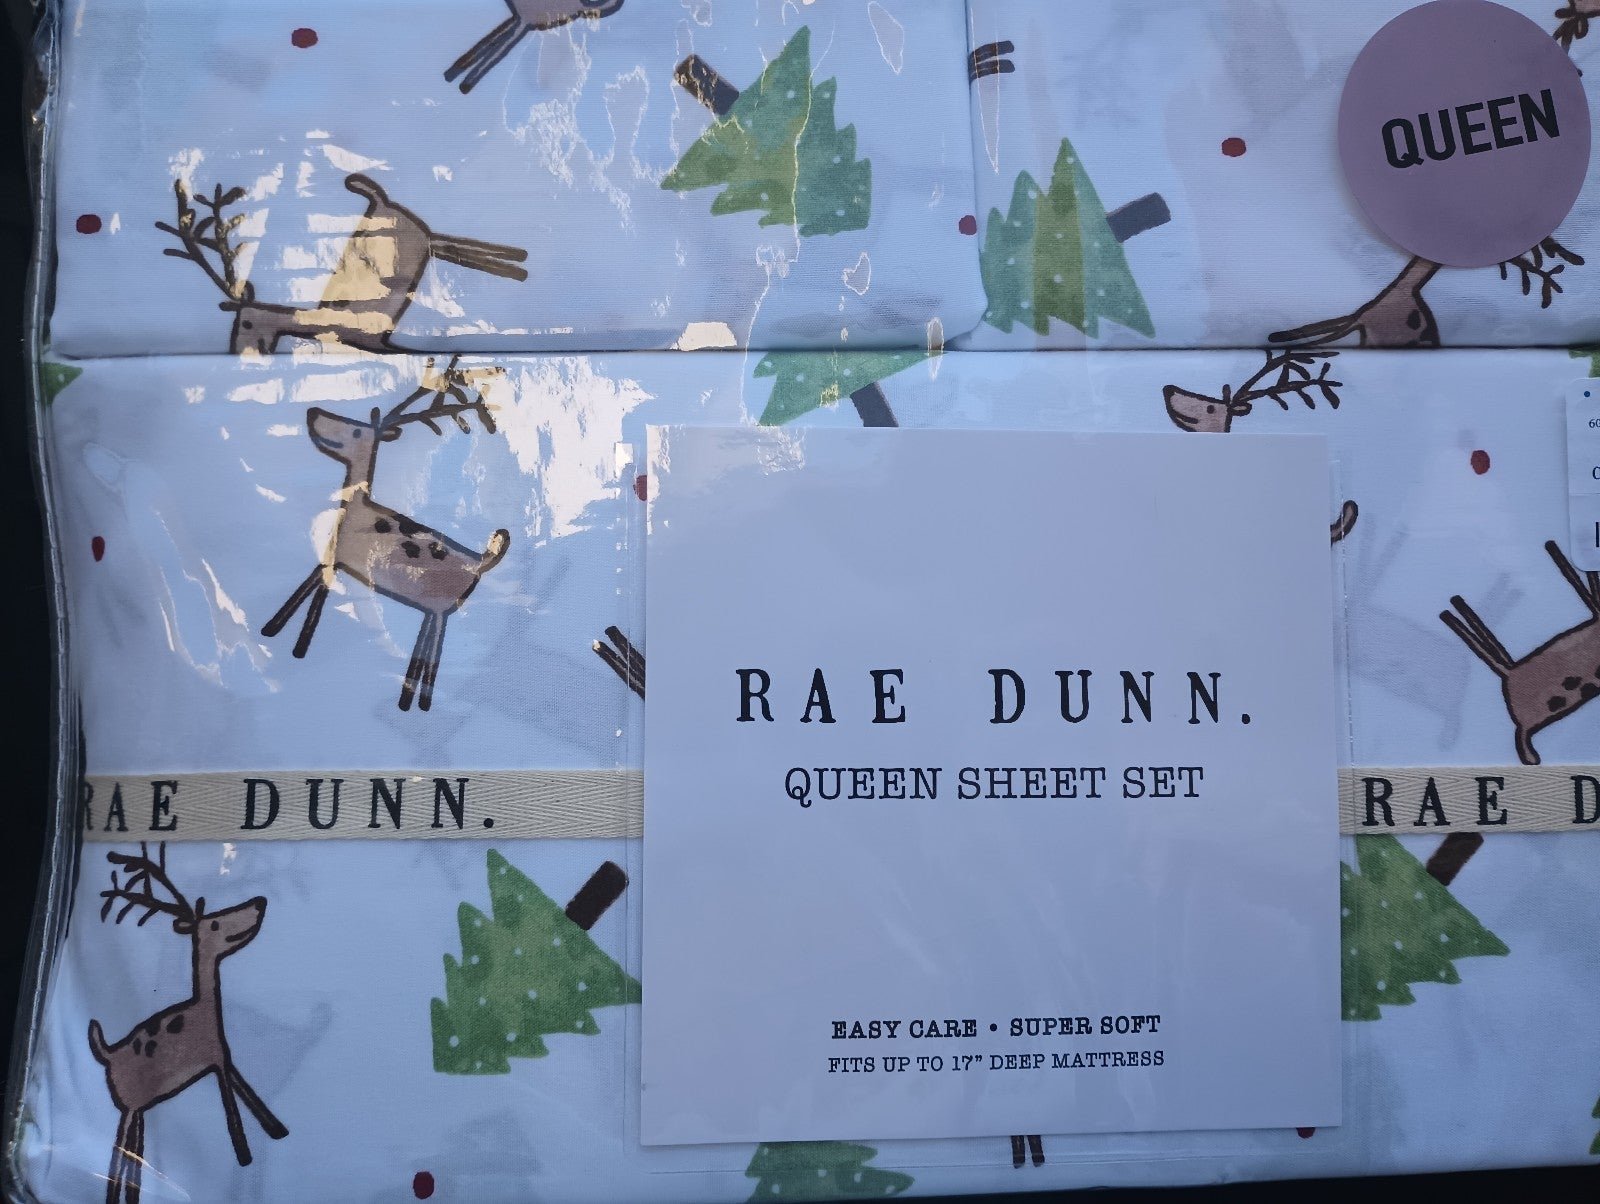 QUEEN
RAE DUNN.
QUEEN SHEET SET
RAE DUNN.
RAE D
EASY CARE • SUPER SOFT
FITS UP TO 17” DEEP MATTRESS